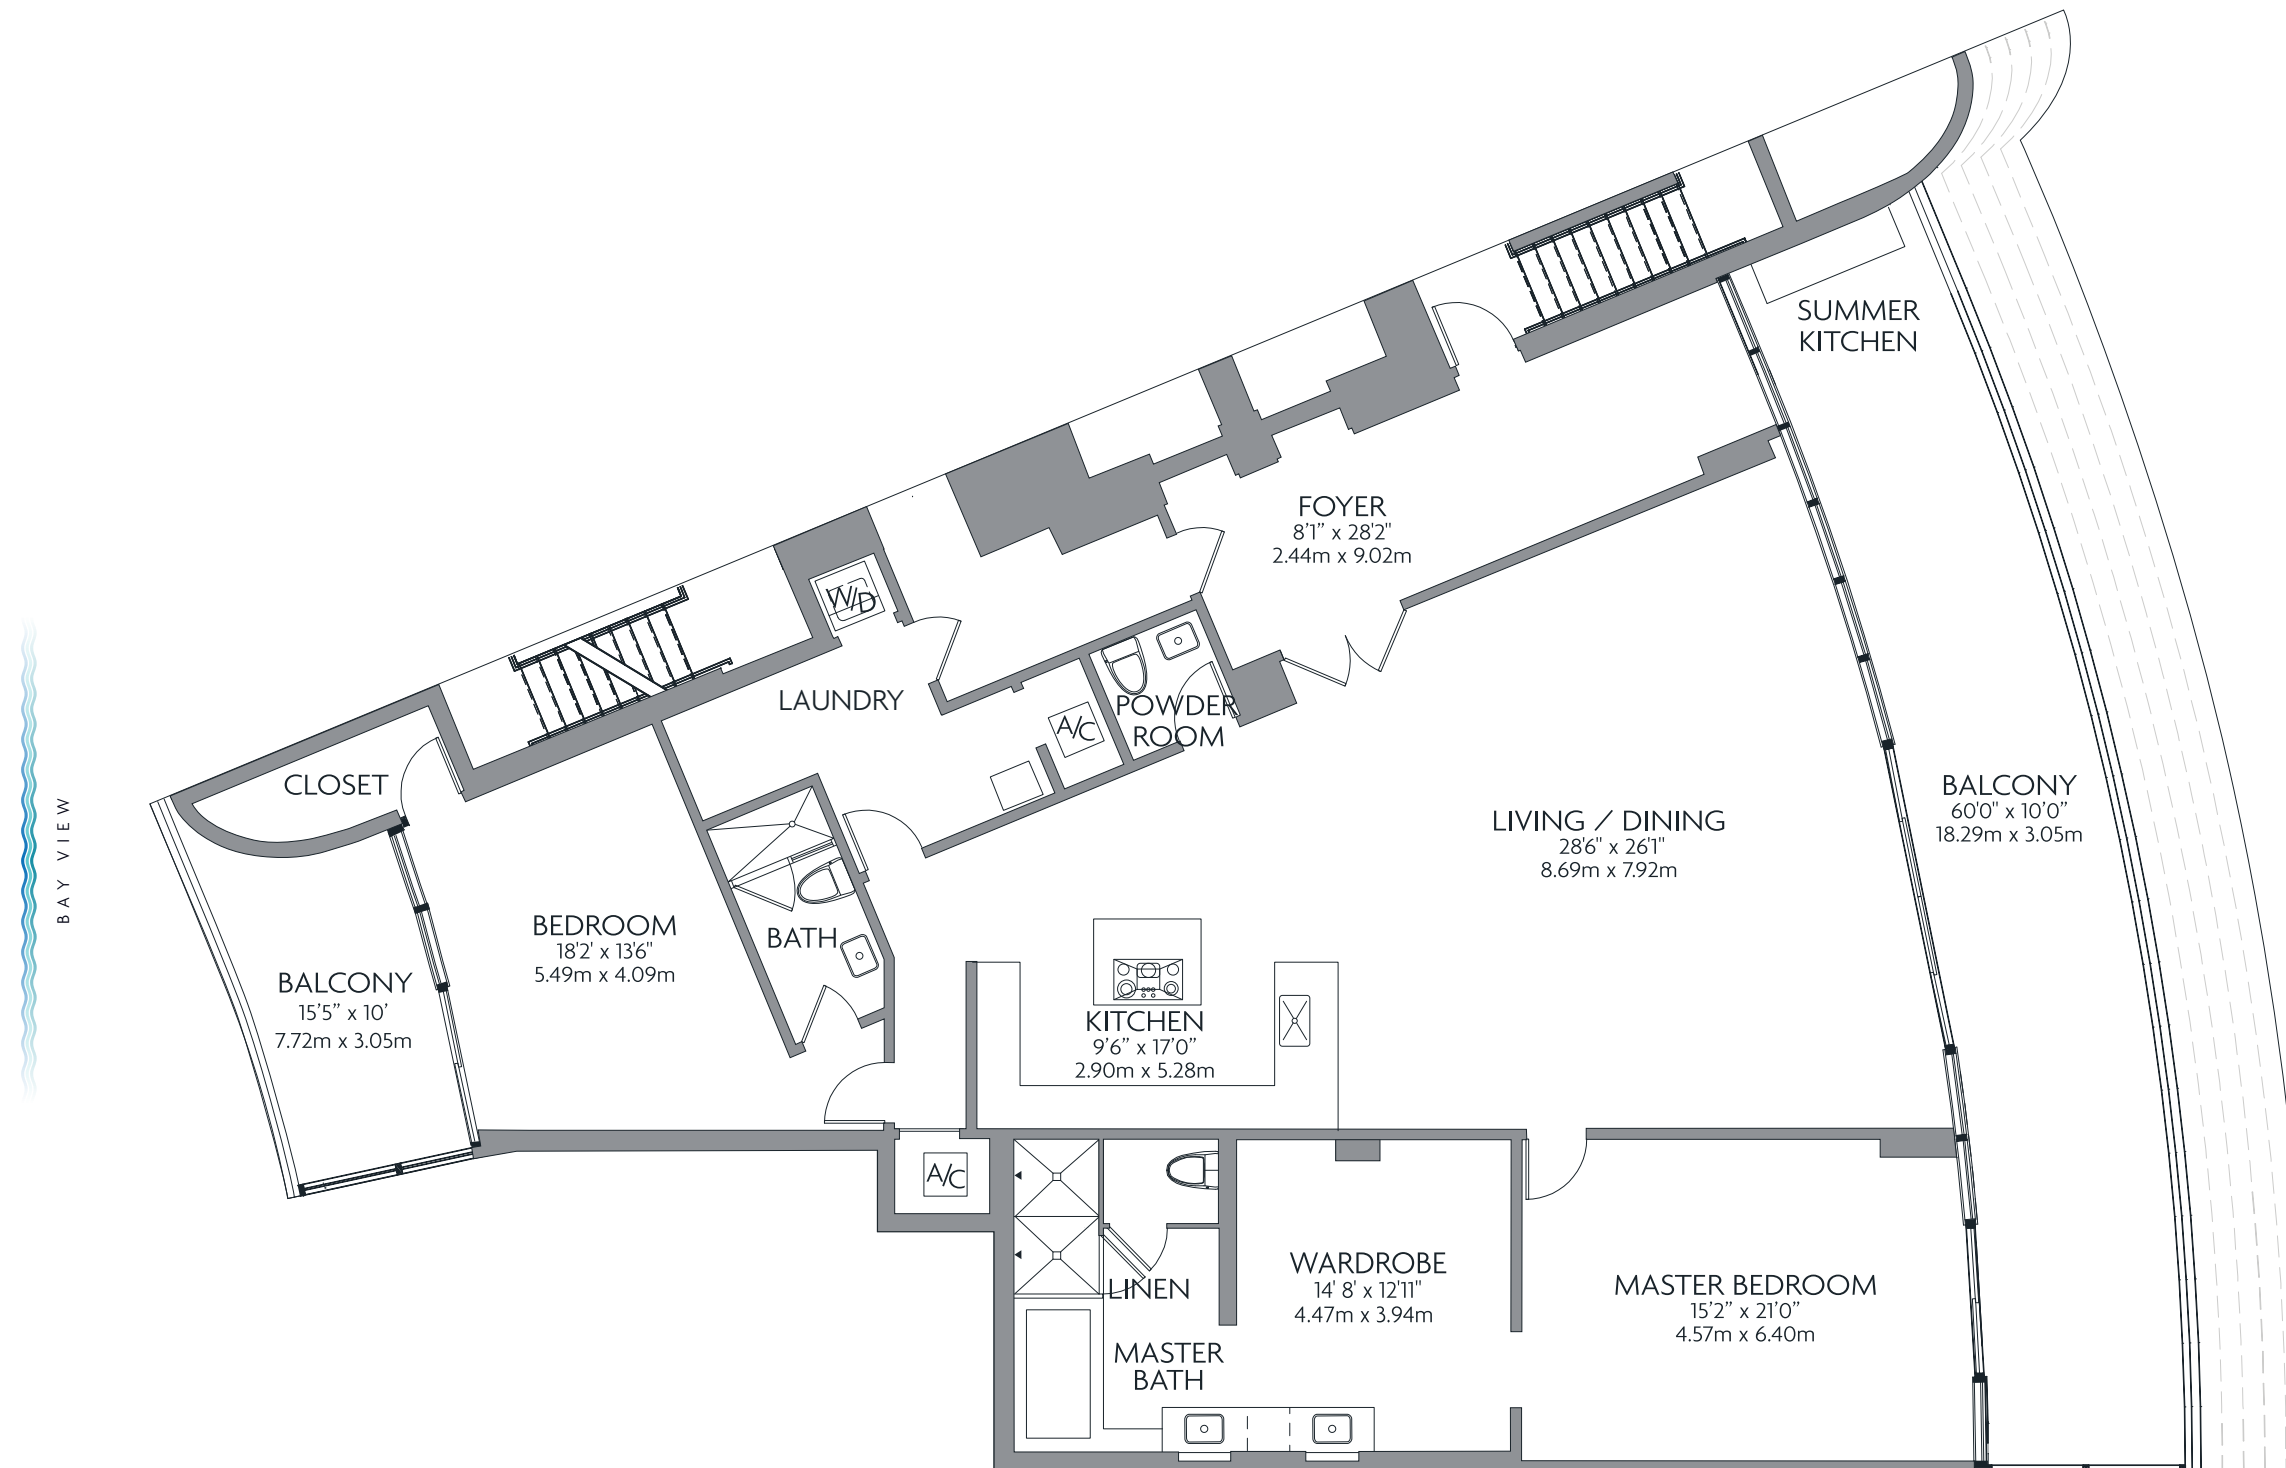 SUMMER
KITCHEN
FOYER
8'1” x 28'2"
2.44m x 9.02m
W/D
LAUNDRY
POWDER
ROOM
A/C
CLOSET
BALCONY
60'0" x 10'0”
18.29m x 3.05m
LIVING / DINING
28'6" x 26'1"
8.69m x 7.92m
BAY VIEW
BEDROOM
18'2' x 13'6"
5.49m x 4.09m
BATH
BALCONY
15'5” x 10'
7.72m x 3.05m
KITCHEN
9'6” x 17'0”
2.90m x 5.28m
A/C
LINEN
WARDROBE
14' 8' x 12'11"
4.47m x 3.94m
MASTER BEDROOM
15'2” x 21'0”
4.57m x 6.40m
MASTER
BATH